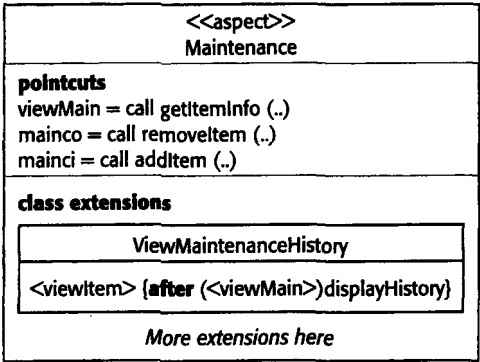 <<aspect>>
Maintenance
pointcuts
viewMain = call getItemInfo (..)
mainco = call removeItem (..)
mainci = call addItem (..)
class extensions
ViewMaintenanceHistory
<viewItem> {after (<viewMain>)displayHistory}
More extensions here